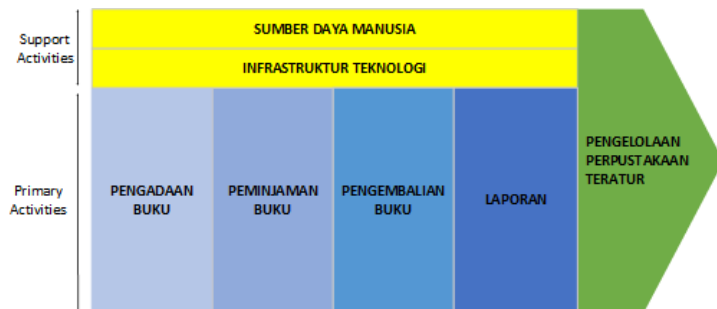 Support
Activities
SUMBER DAYA MANUSIA
INFRASTRUKTUR TEKNOLOGI
Primary
Activities
PENGADAAN
BUKU
PEMINJAMAN
BUKU
PENGEMBALIAN
BUKU
LAPORAN
PENGELOLAAN
PERPUSTAKAAN
TERATUR